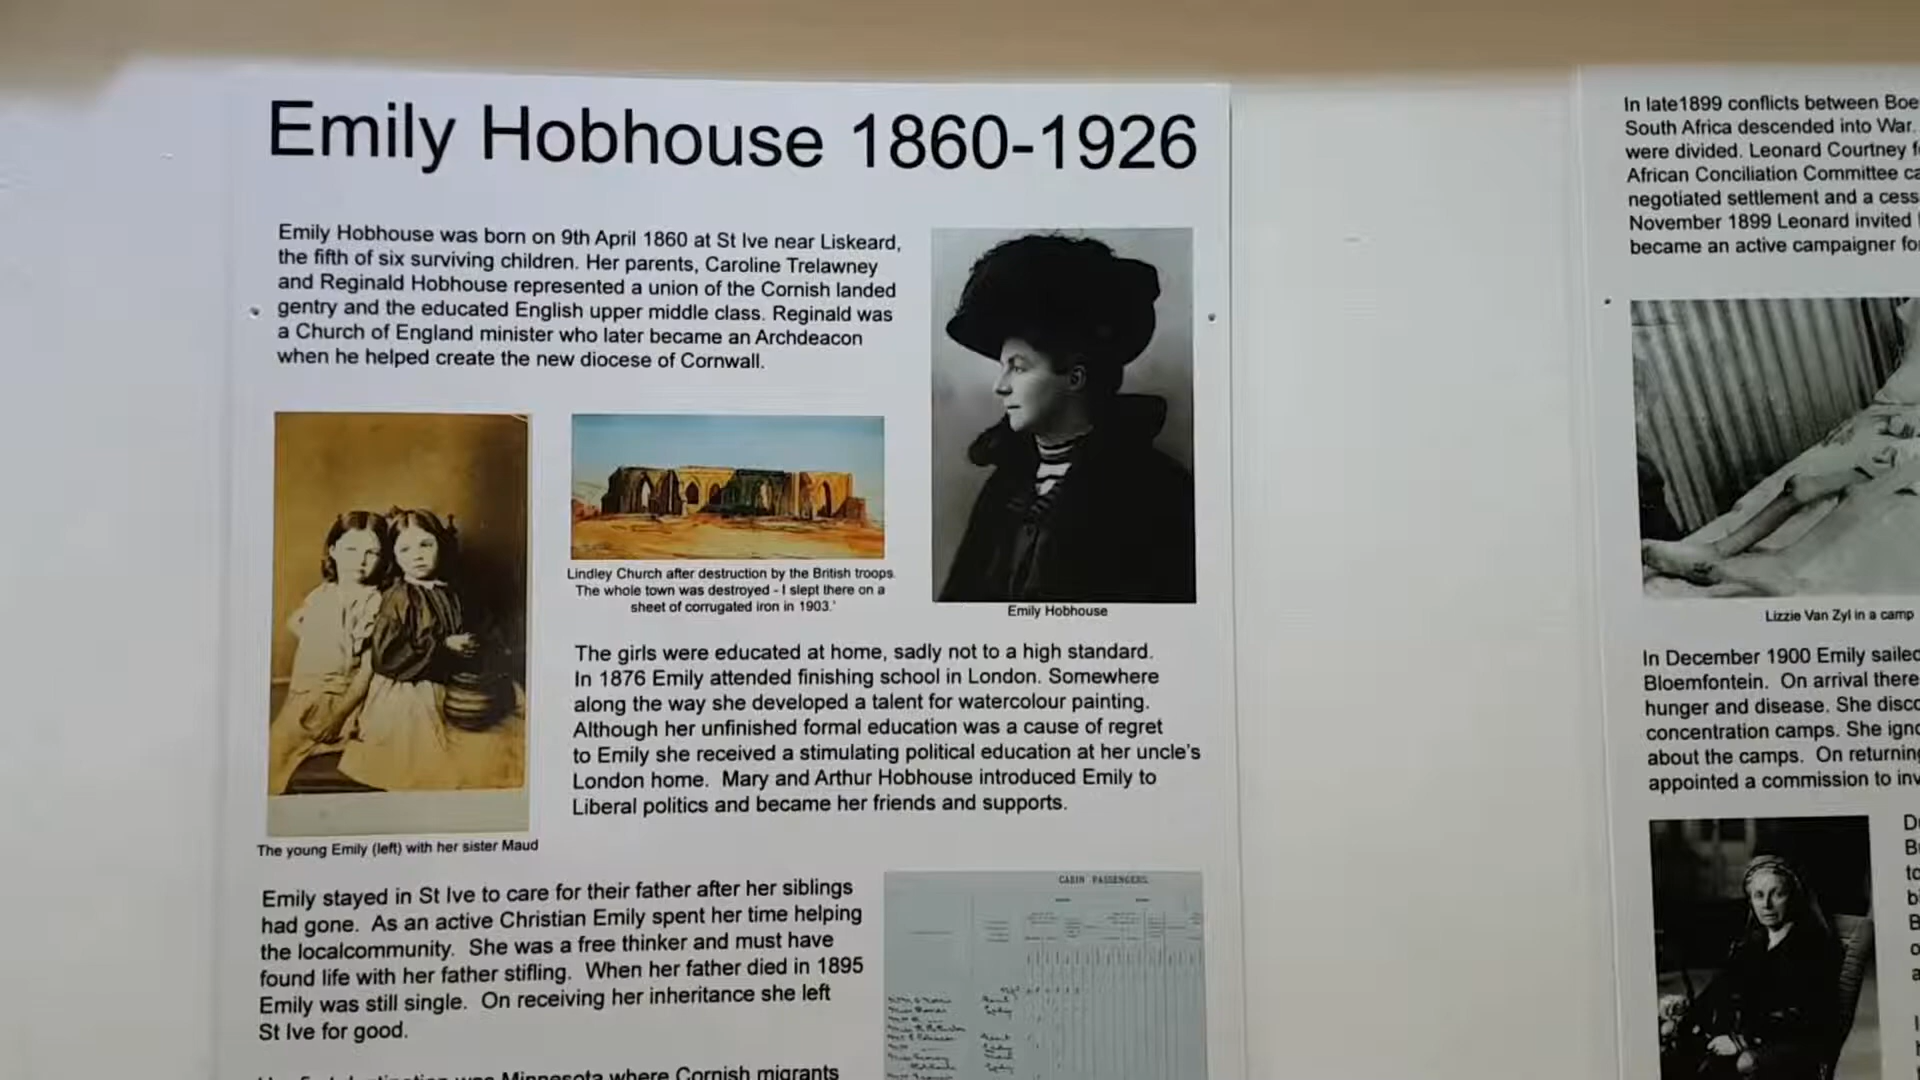 Emily Hobhouse 1860-1926
Emily Hobhouse was born on 9th April 1860 at St Ive near Liskeard,
the fifth of six surviving children. Her parents, Caroline Trelawney
and Reginald Hobhouse represented a union of the Cornish landed
gentry and the educated English upper middle class. Reginald was
a Church of England minister who later became an Archdeacon
when he helped create the new diocese of Cornwall.
Lindley Church after destruction by the British troops.
The whole town was destroyed - I slept there on a
sheet of corrugated iron in 1903.'
Emily Hobhouse
The girls were educated at home, sadly not to a high standard.
In 1876 Emily attended finishing school in London. Somewhere
along the way she developed a talent for watercolour painting.
Although her unfinished formal education was a cause of regret
to Emily she received a stimulating political education at her uncle's
London home. Mary and Arthur Hobhouse introduced Emily to
Liberal politics and became her friends and supports.
The young Emily (left) with her sister Maud
Emily stayed in St Ive to care for their father after her siblings
had gone. As an active Christian Emily spent her time helping
the localcommunity. She was a free thinker and must have
found life with her father stifling. When her father died in 1895
Emily was still single. On receiving her inheritance she left
St Ive for good.
Minnesota where Cornish migrants
CABIN PASSENGERS
In late1899 conflicts between Boe
South Africa descended into War.
were divided. Leonard Courtney f
African Conciliation Committee ca
negotiated settlement and a cess
November 1899 Leonard invited
became an active campaigner fo
Lizzie Van Zyl in a camp
In December 1900 Emily sailed
Bloemfontein. On arrival there
hunger and disease. She disco
concentration camps. She igno
about the camps. On returning
appointed a commission to inv